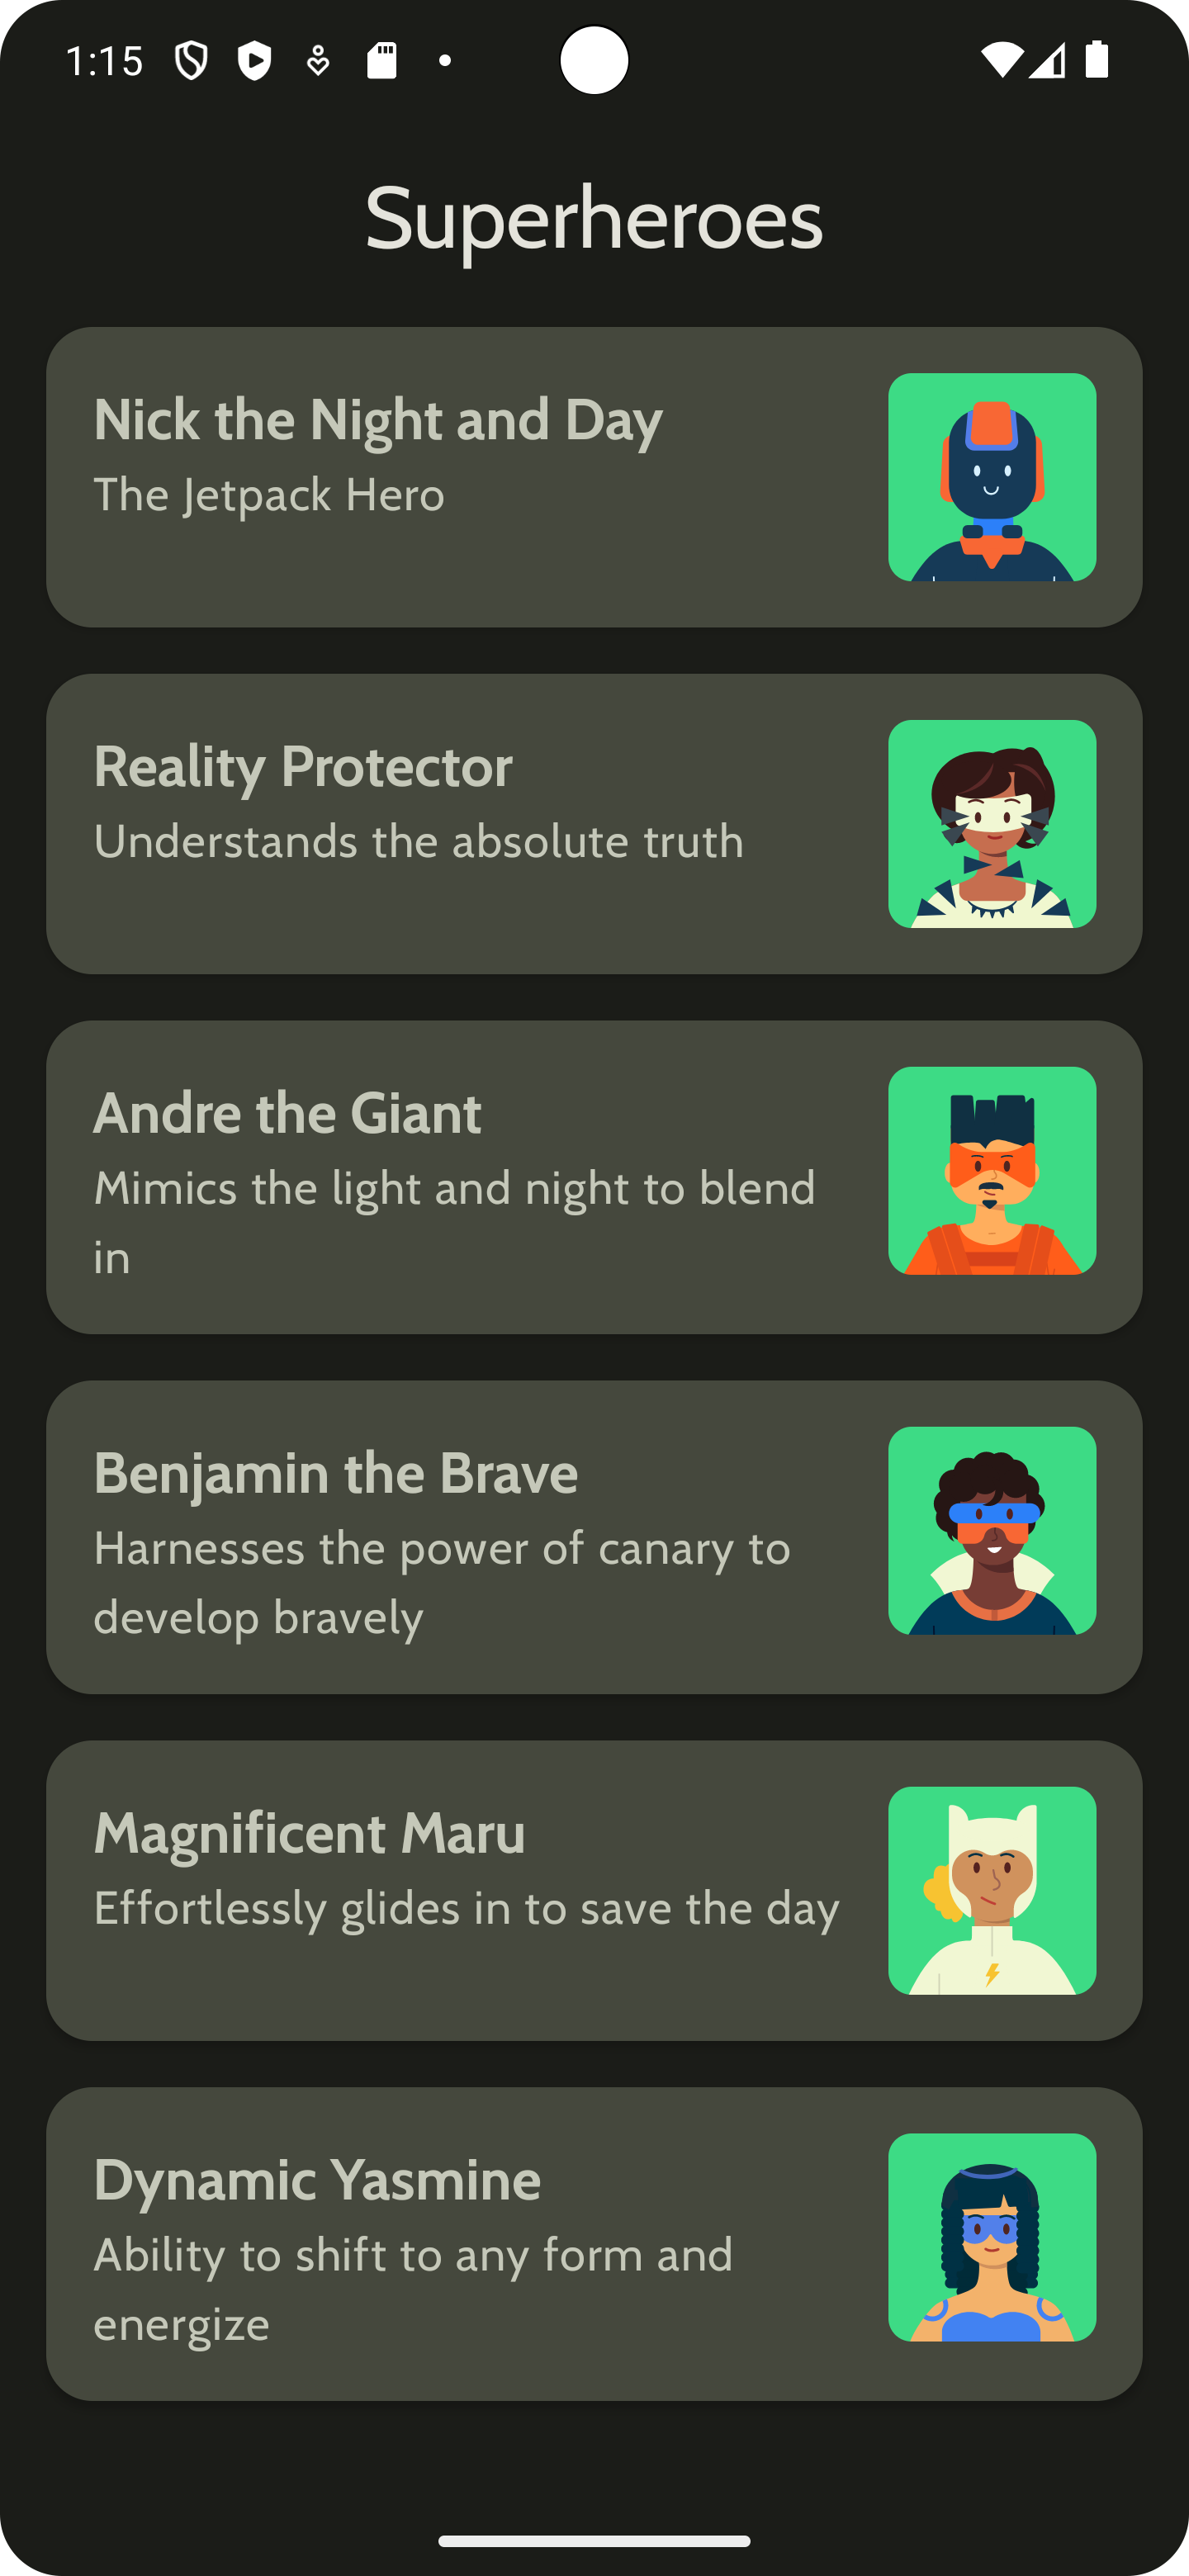 1:15
Superheroes
Nick the Night and Day
The Jetpack Hero
Reality Protector
Understands the absolute truth
Andre the Giant
Mimics the light and night to blend
in
Benjamin the Brave
Harnesses the power of canary to
develop bravely
Magnificent Maru
Effortlessly glides in to save the day
Dynamic Yasmine
Ability to shift to any form and
energize